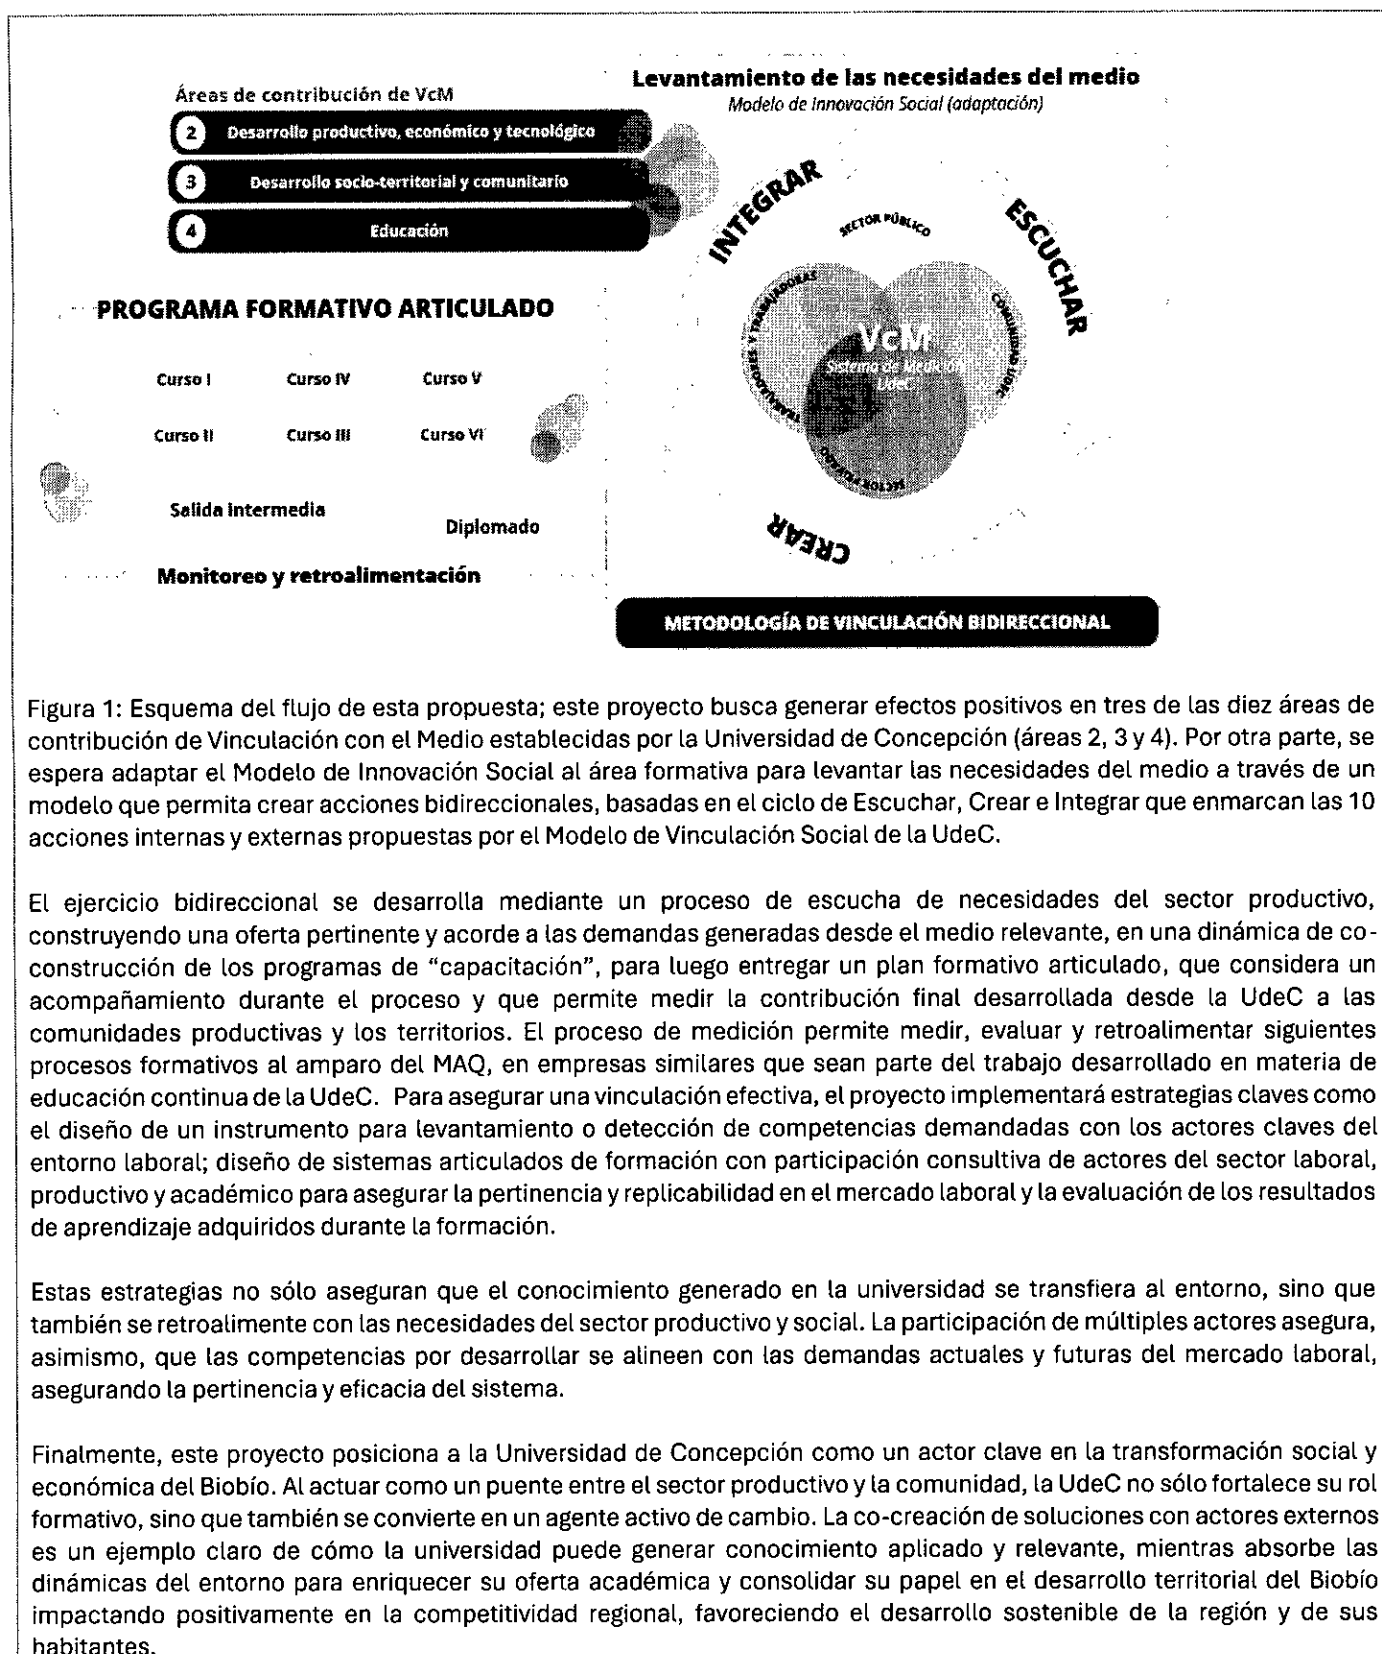 Áreas de contribución de VcM
2 Desarrollo productivo, económico y tecnológico
3 Desarrollo socio-territorial y comunitario
4 Educación
PROGRAMA FORMATIVO ARTICULADO
Curso I Curso IV Curso V
Curso II Curso III Curso VI
Salida Intermedia
Diplomado
Monitoreo y retroalimentación
Levantamiento de las necesidades del medio
Modelo de Innovación Social (adaptación)
INTEGRAR
ESCUCHAR
CREAR
SECTOR PÚBLICO
TRABAJADORES Y TRABAJADORAS
COMUNIDAD UDEC
VcM
Sistema de Medición
UdeC
SECTOR PRIVADO
METODOLOGÍA DE VINCULACIÓN BIDIRECCIONAL
Figura 1: Esquema del flujo de esta propuesta; este proyecto busca generar efectos positivos en tres de las diez áreas de
contribución de Vinculación con el Medio establecidas por la Universidad de Concepción (áreas 2, 3 y 4). Por otra parte, se
espera adaptar el Modelo de Innovación Social al área formativa para levantar las necesidades del medio a través de un
modelo que permita crear acciones bidireccionales, basadas en el ciclo de Escuchar, Crear e Integrar que enmarcan las 10
acciones internas y externas propuestas por el Modelo de Vinculación Social de la UdeC.
El ejercicio bidireccional se desarrolla mediante un proceso de escucha de necesidades del sector productivo,
construyendo una oferta pertinente y acorde a las demandas generadas desde el medio relevante, en una dinámica de co-
construcción de los programas de “capacitación”, para luego entregar un plan formativo articulado, que considera un
acompañamiento durante el proceso y que permite medir la contribución final desarrollada desde la UdeC a las
comunidades productivas y los territorios. El proceso de medición permite medir, evaluar y retroalimentar siguientes
procesos formativos al amparo del MAQ, en empresas similares que sean parte del trabajo desarrollado en materia de
educación continua de la UdeC. Para asegurar una vinculación efectiva, el proyecto implementará estrategias claves como
el diseño de un instrumento para levantamiento o detección de competencias demandadas con los actores claves del
entorno laboral; diseño de sistemas articulados de formación con participación consultiva de actores del sector laboral,
productivo y académico para asegurar la pertinencia y replicabilidad en el mercado laboral y la evaluación de los resultados
de aprendizaje adquiridos durante la formación.
Estas estrategias no sólo aseguran que el conocimiento generado en la universidad se transfiera al entorno, sino que
también se retroalimente con las necesidades del sector productivo y social. La participación de múltiples actores asegura,
asimismo, que las competencias por desarrollar se alineen con las demandas actuales y futuras del mercado laboral,
asegurando la pertinencia y eficacia del sistema.
Finalmente, este proyecto posiciona a la Universidad de Concepción como un actor clave en la transformación social y
económica del Biobío. Al actuar como un puente entre el sector productivo y la comunidad, la UdeC no sólo fortalece su rol
formativo, sino que también se convierte en un agente activo de cambio. La co-creación de soluciones con actores externos
es un ejemplo claro de cómo la universidad puede generar conocimiento aplicado y relevante, mientras absorbe las
dinámicas del entorno para enriquecer su oferta académica y consolidar su papel en el desarrollo territorial del Biobío
impactando positivamente en la competitividad regional, favoreciendo el desarrollo sostenible de la región y de sus
habitantes.